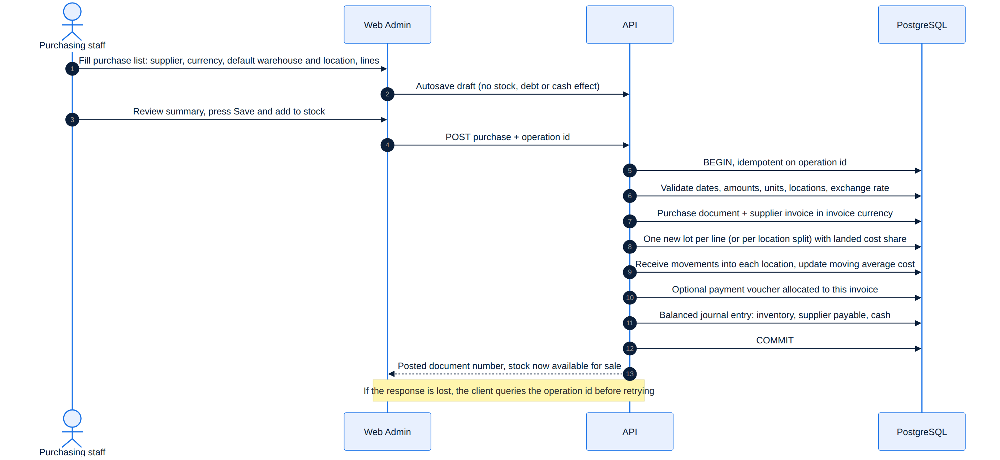 Purchasing staff
Web Admin
API
PostgreSQL
Fill purchase list: supplier, currency, default warehouse and location, lines
1
Autosave draft (no stock, debt or cash effect)
2
Review summary, press Save and add to stock
3
POST purchase + operation id
4
BEGIN, idempotent on operation id
5
Validate dates, amounts, units, locations, exchange rate
6
Purchase document + supplier invoice in invoice currency
7
One new lot per line (or per location split) with landed cost share
8
Receive movements into each location, update moving average cost
9
Optional payment voucher allocated to this invoice
10
Balanced journal entry: inventory, supplier payable, cash
11
COMMIT
12
Posted document number, stock now available for sale
13
If the response is lost, the client queries the operation id before retrying
Web Admin
API
PostgreSQL
Purchasing staff